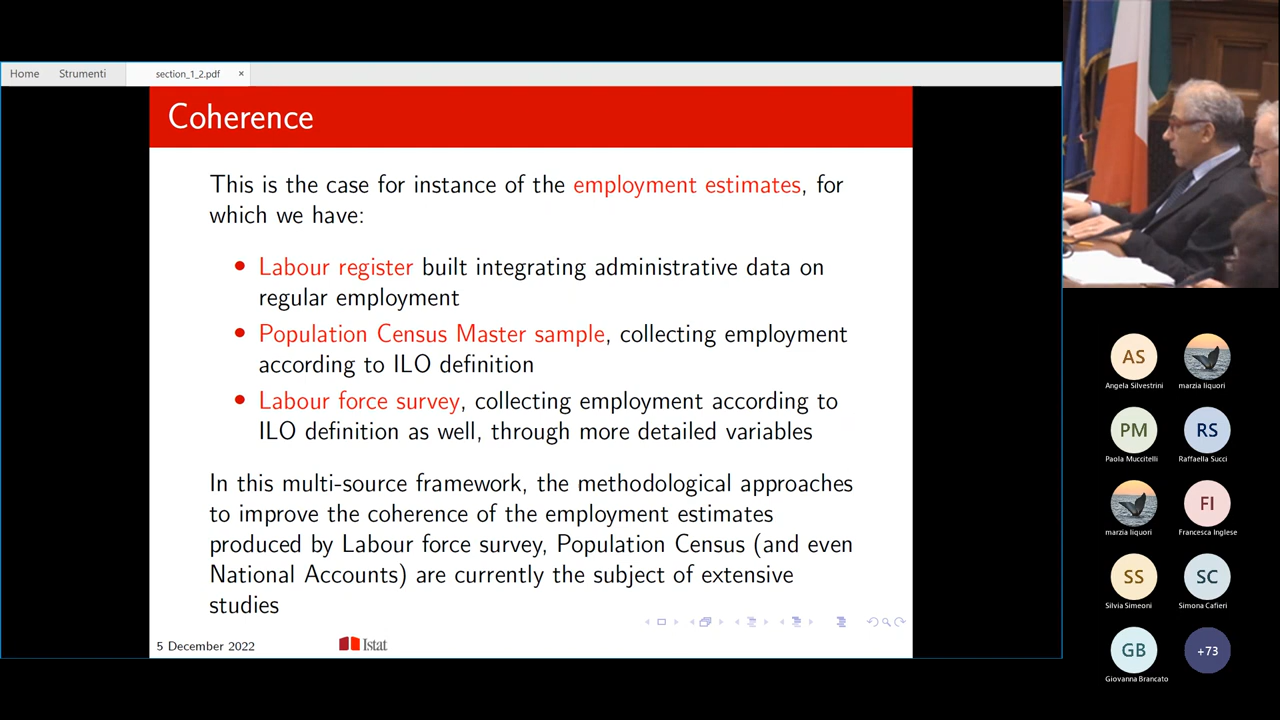 Home Strumenti section_1_2.pdf ×
Coherence
This is the case for instance of the employment estimates, for
which we have:
Labour register built integrating administrative data on
regular employment
Population Census Master sample, collecting employment
according to ILO definition
Labour force survey, collecting employment according to
ILO definition as well, through more detailed variables
In this multi-source framework, the methodological approaches
to improve the coherence of the employment estimates
produced by Labour force survey, Population Census (and even
National Accounts) are currently the subject of extensive
studies
5 December 2022
Istat
AS
Angela Silvestrini
marzia liquori
PM
Paola Muccitelli
RS
Raffaella Succi
marzia liquori
FI
Francesca Inglese
SS
Silvia Simeoni
SC
Simona Cafieri
GB
Giovanna Brancato
+73